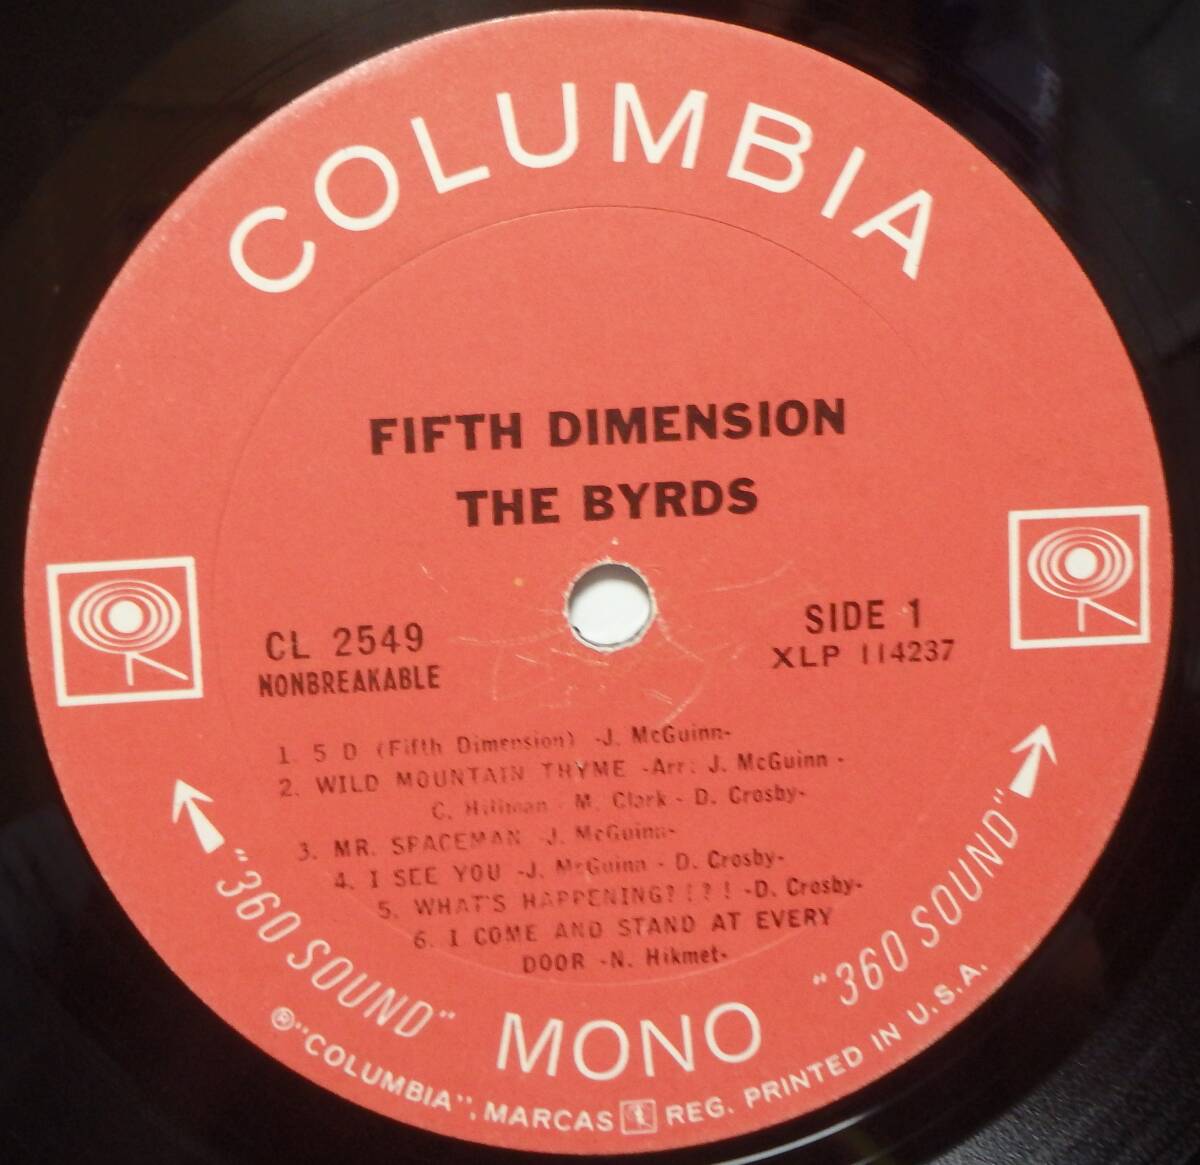 COLUMBIA
FIFTH DIMENSION
THE BYRDS
CL 2549
NONBREAKABLE
SIDE 1
XLP 114237
1. 5 D (Fifth Dimension) -J. McGuinn-
2. WILD MOUNTAIN THYME -Arr: J. McGuinn -
C. Hillman - M. Clark - D. Crosby-
3. MR. SPACEMAN -J. McGuinn-
4. I SEE YOU -J. McGuinn - D. Crosby-
5. WHAT'S HAPPENING?!?! -D. Crosby-
6. I COME AND STAND AT EVERY
DOOR -N. Hikmet-
"360 SOUND"
MONO
"360 SOUND"
®"COLUMBIA", MARCAS REG. PRINTED IN U.S.A.